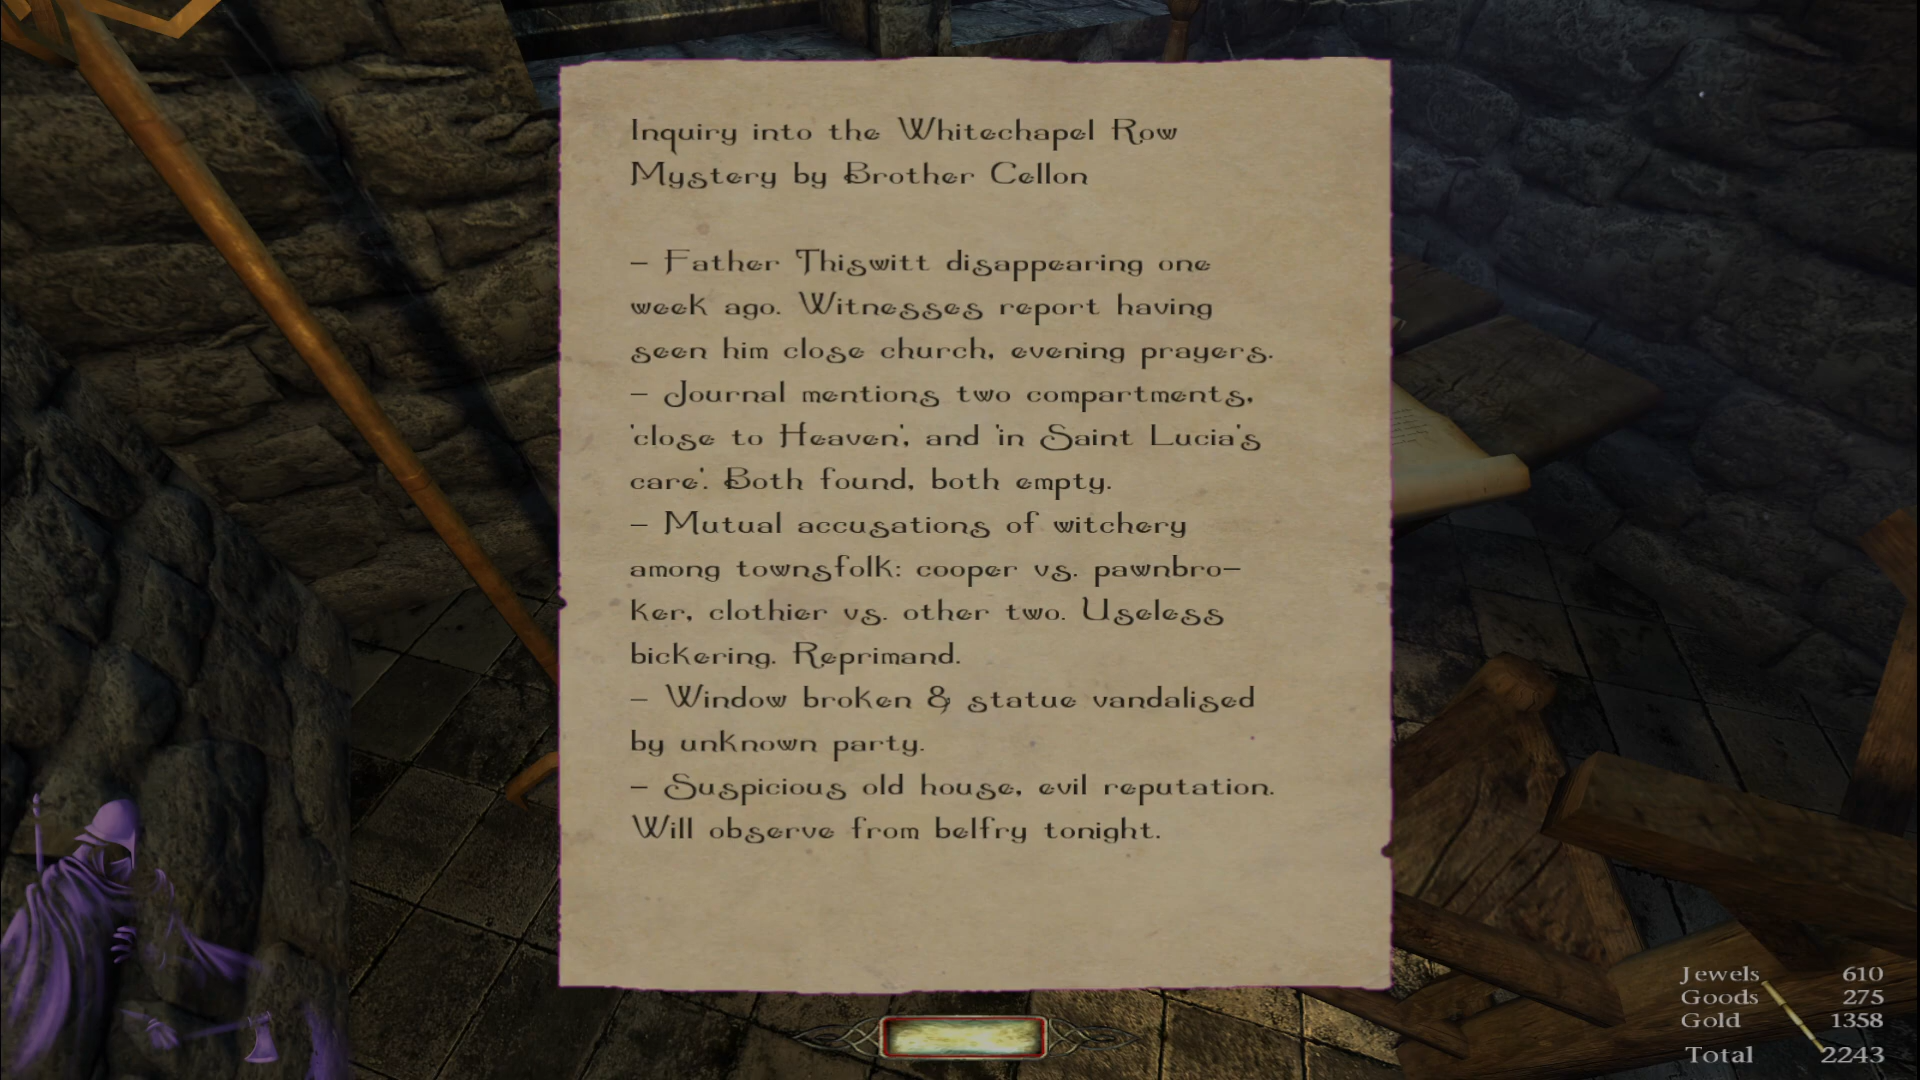 Inquiry into the Whitechapel Row
Mystery by Brother Cellon
- Father Thiswitt disappearing one
week ago. Witnesses report having
seen him close church, evening prayers.
- Journal mentions two compartments,
'close to Heaven', and 'in Saint Lucia's
care'. Both found, both empty.
- Mutual accusations of witchery
among townsfolk: cooper vs. pawnbro-
ker, clothier vs. other two. Useless
bickering. Reprimand.
- Window broken & statue vandalised
by unknown party.
- Suspicious old house, evil reputation.
Will observe from belfry tonight.
Jewels 610
Goods 275
Gold 1358
Total 2243